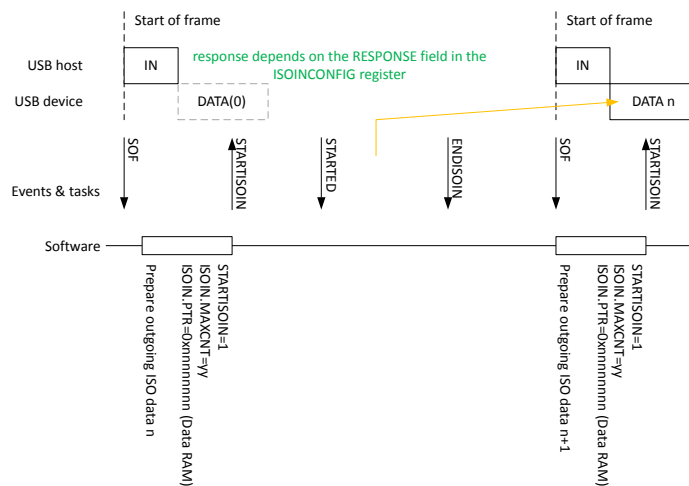 Start of frame
Start of frame
USB host
IN
response depends on the RESPONSE field in the
ISOINCONFIG register
IN
USB device
DATA(0)
DATA n
Events & tasks
SOF
STARTISOIN
STARTED
ENDISOIN
SOF
STARTISOIN
Software
STARTISOIN=1
ISOIN.MAXCNT=yy
ISOIN.PTR=0xnnnnnnnn (Data RAM)
Prepare outgoing ISO data n
STARTISOIN=1
ISOIN.MAXCNT=yy
ISOIN.PTR=0xnnnnnnnn (Data RAM)
Prepare outgoing ISO data n+1